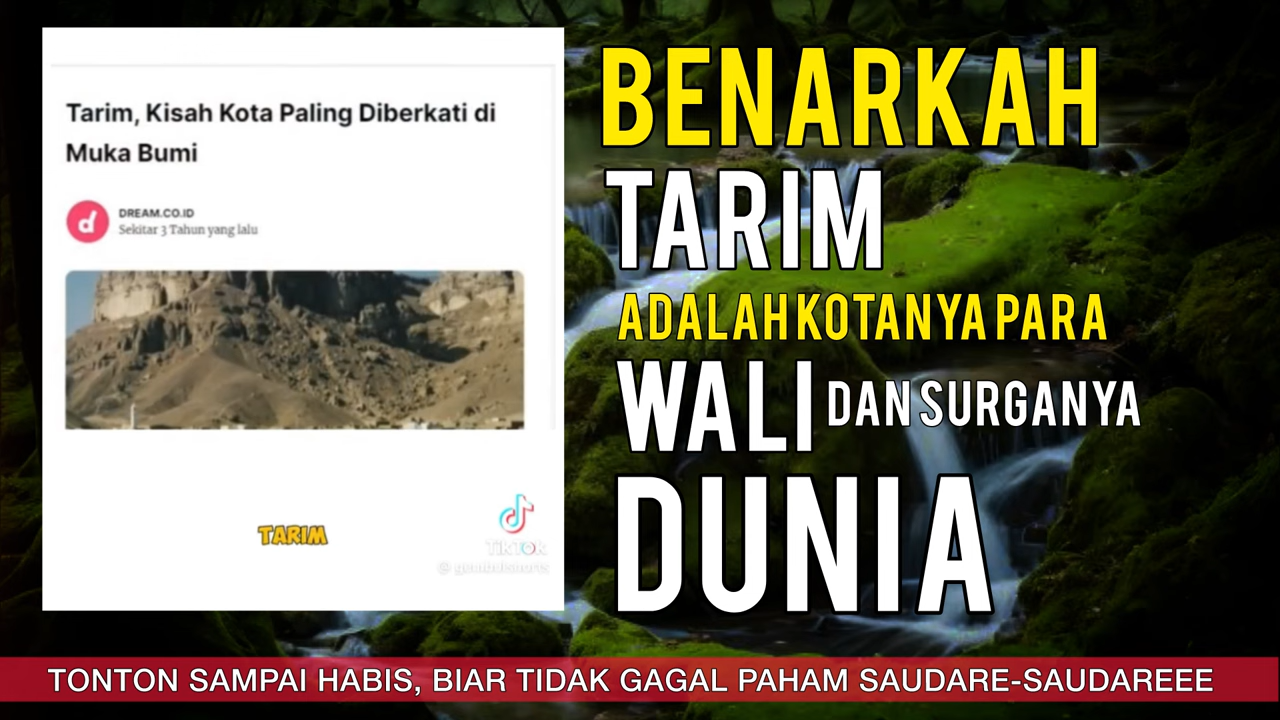 Tarim, Kisah Kota Paling Diberkati di
Muka Bumi
d
DREAM.CO.ID
Sekitar 3 Tahun yang lalu
TARIM
TikTok
BENARKAH
TARIM
ADALAH KOTANYA PARA
WALI DAN SURGANYA
DUNIA
TONTON SAMPAI HABIS, BIAR TIDAK GAGAL PAHAM SAUDARE-SAUDAREEE